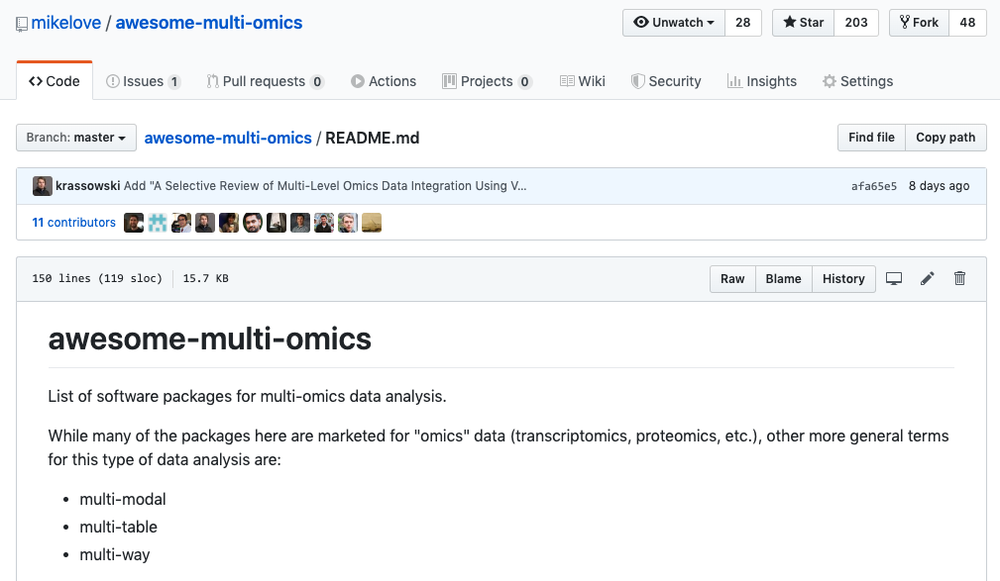 mikelove / awesome-multi-omics
Unwatch 28 Star 203 Fork 48
Code Issues 1 Pull requests 0 Actions Projects 0 Wiki Security Insights Settings
Branch: master awesome-multi-omics / README.md Find file Copy path
krassowski Add "A Selective Review of Multi-Level Omics Data Integration Using V... afa65e5 8 days ago
11 contributors
150 lines (119 sloc) 15.7 KB Raw Blame History
awesome-multi-omics
List of software packages for multi-omics data analysis.
While many of the packages here are marketed for "omics" data (transcriptomics, proteomics, etc.), other more general terms
for this type of data analysis are:
• multi-modal
• multi-table
• multi-way